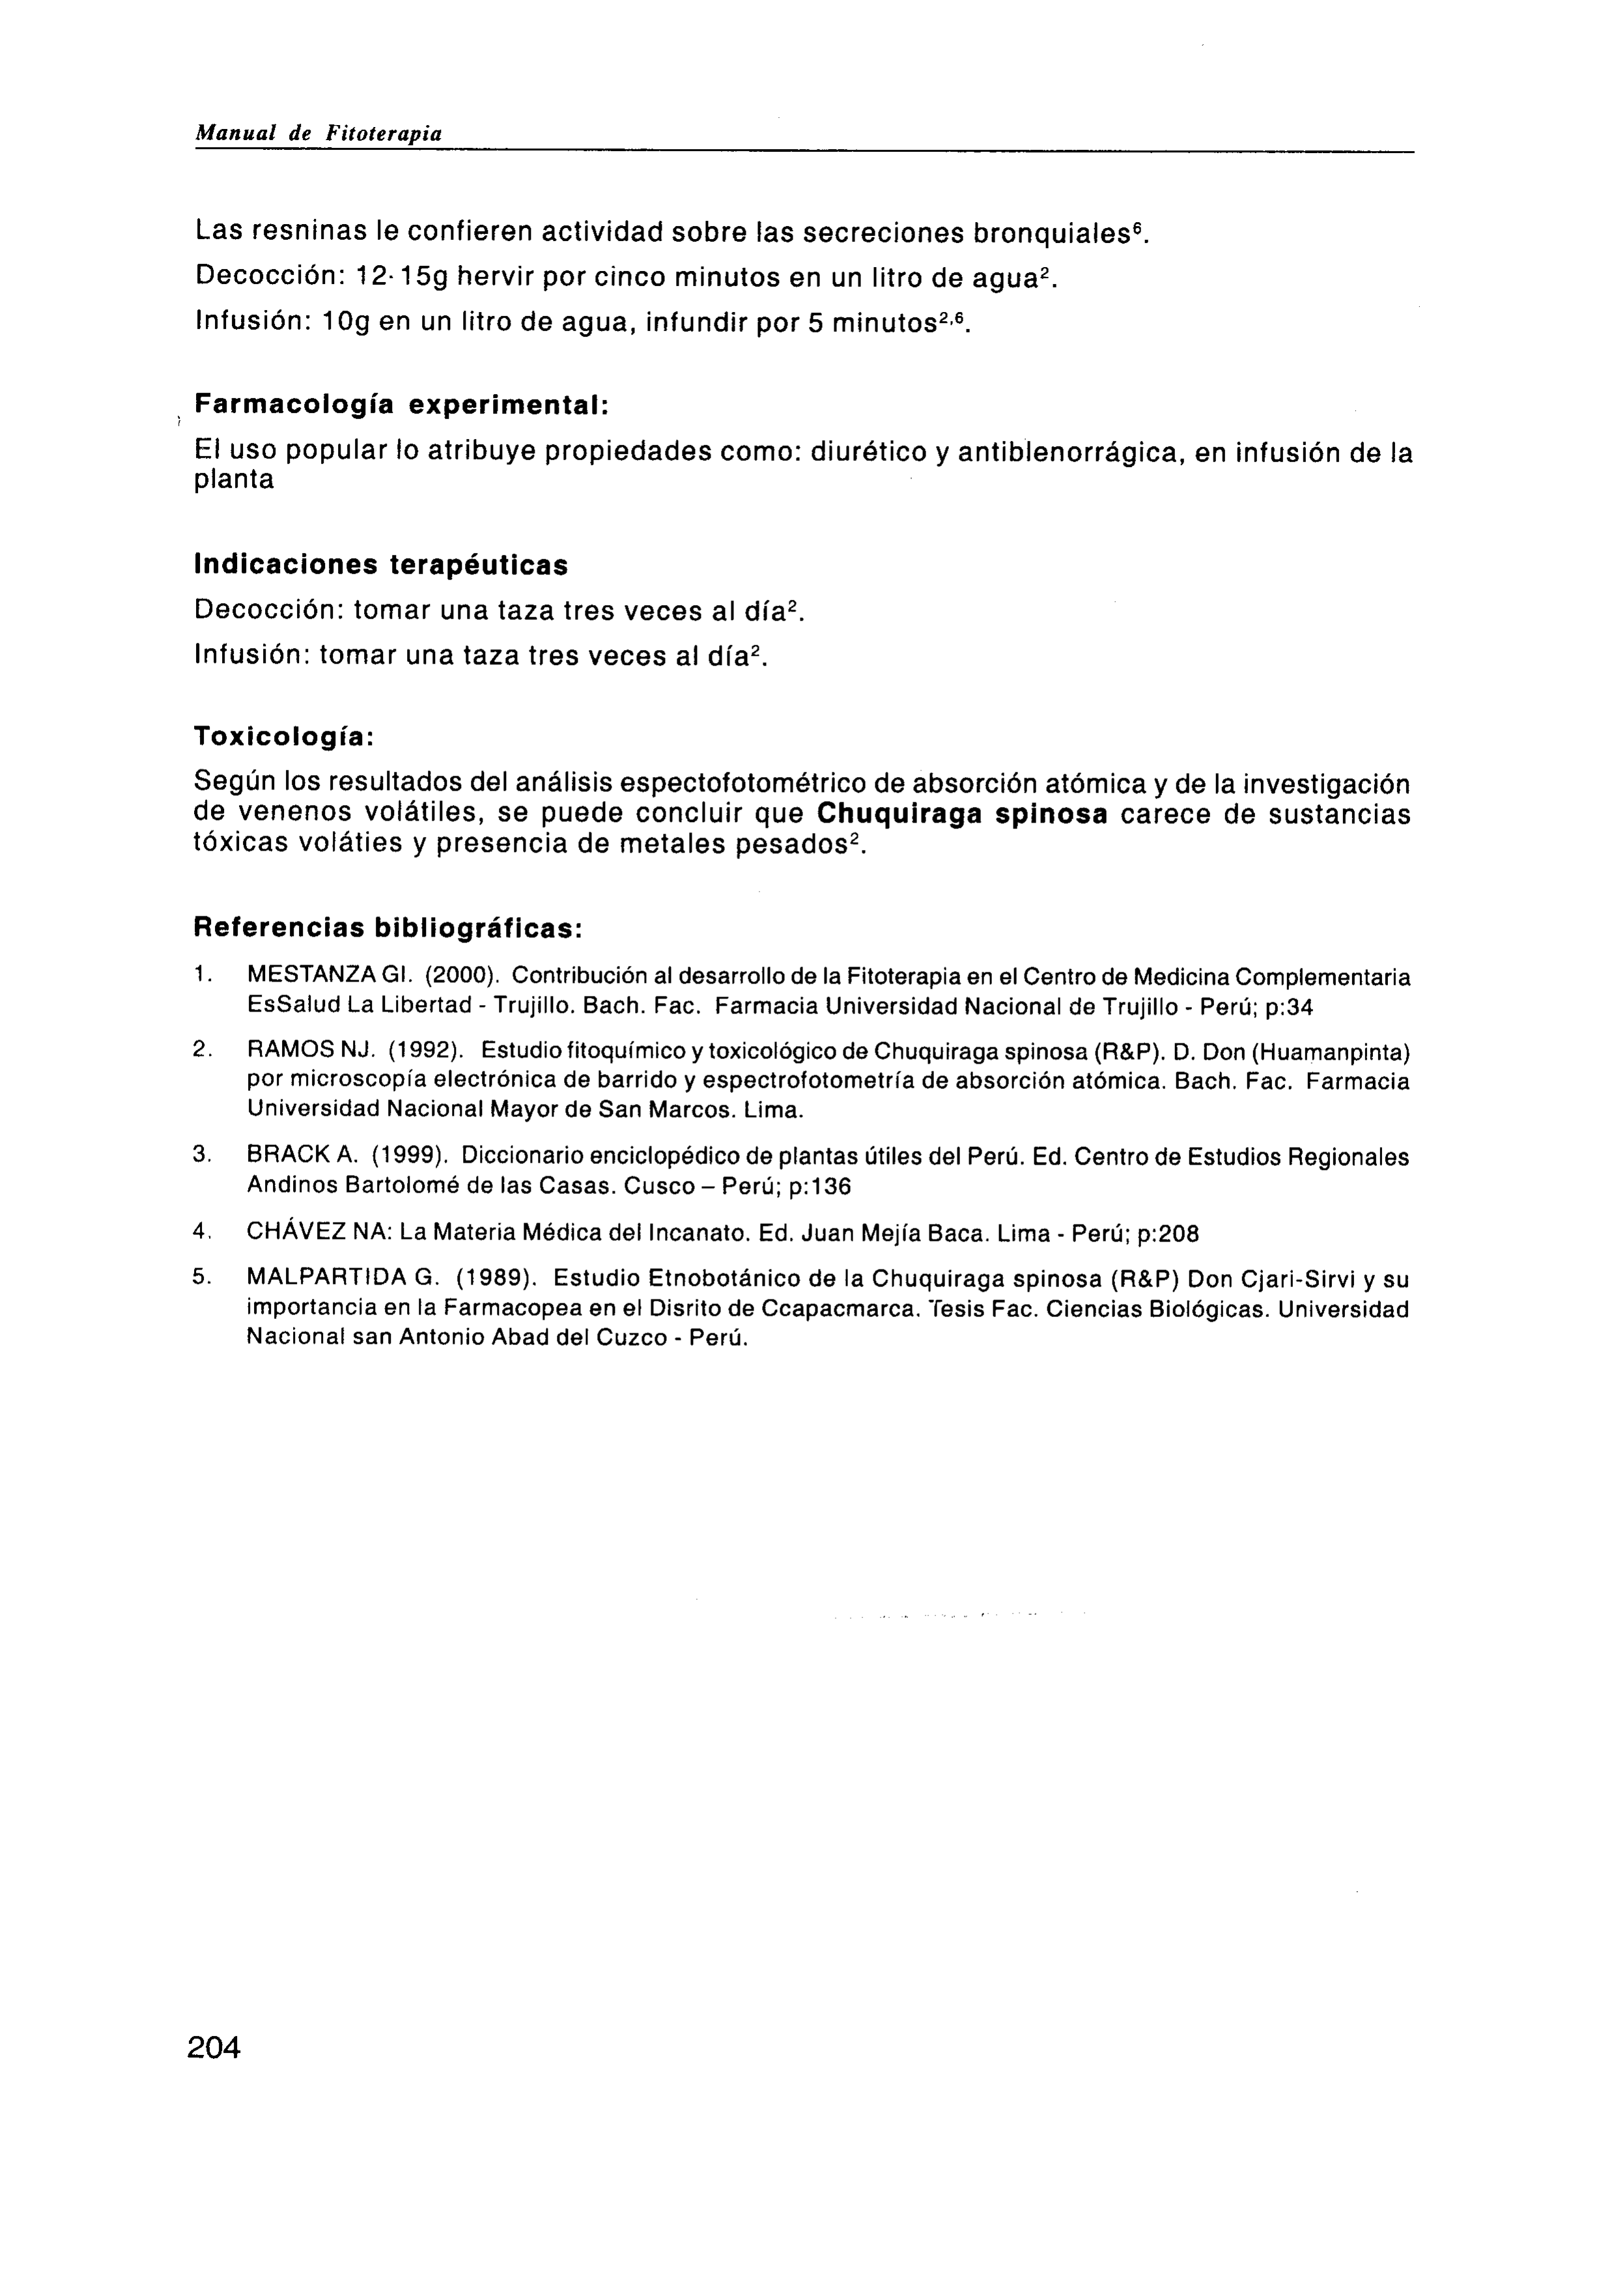 Manual de Fitoterapia
Las resninas le confieren actividad sobre las secreciones bronquiales⁶.
Decocción: 12-15g hervir por cinco minutos en un litro de agua².
Infusión: 10g en un litro de agua, infundir por 5 minutos²,⁶.
Farmacología experimental:
El uso popular lo atribuye propiedades como: diurético y antiblenorrágica, en infusión de la
planta
Indicaciones terapéuticas
Decocción: tomar una taza tres veces al día².
Infusión: tomar una taza tres veces al día².
Toxicología:
Según los resultados del análisis espectofotométrico de absorción atómica y de la investigación
de venenos volátiles, se puede concluir que Chuquiraga spinosa carece de sustancias
tóxicas voláties y presencia de metales pesados².
Referencias bibliográficas:
1. MESTANZA GI. (2000). Contribución al desarrollo de la Fitoterapia en el Centro de Medicina Complementaria
EsSalud La Libertad - Trujillo. Bach. Fac. Farmacia Universidad Nacional de Trujillo - Perú; p:34
2. RAMOS NJ. (1992). Estudio fitoquímico y toxicológico de Chuquiraga spinosa (R&P). D. Don (Huamanpinta)
por microscopía electrónica de barrido y espectrofotometría de absorción atómica. Bach. Fac. Farmacia
Universidad Nacional Mayor de San Marcos. Lima.
3. BRACK A. (1999). Diccionario enciclopédico de plantas útiles del Perú. Ed. Centro de Estudios Regionales
Andinos Bartolomé de las Casas. Cusco – Perú; p:136
4. CHÁVEZ NA: La Materia Médica del Incanato. Ed. Juan Mejía Baca. Lima - Perú; p:208
5. MALPARTIDA G. (1989). Estudio Etnobotánico de la Chuquiraga spinosa (R&P) Don Cjari-Sirvi y su
importancia en la Farmacopea en el Disrito de Ccapacmarca. Tesis Fac. Ciencias Biológicas. Universidad
Nacional san Antonio Abad del Cuzco - Perú.
204